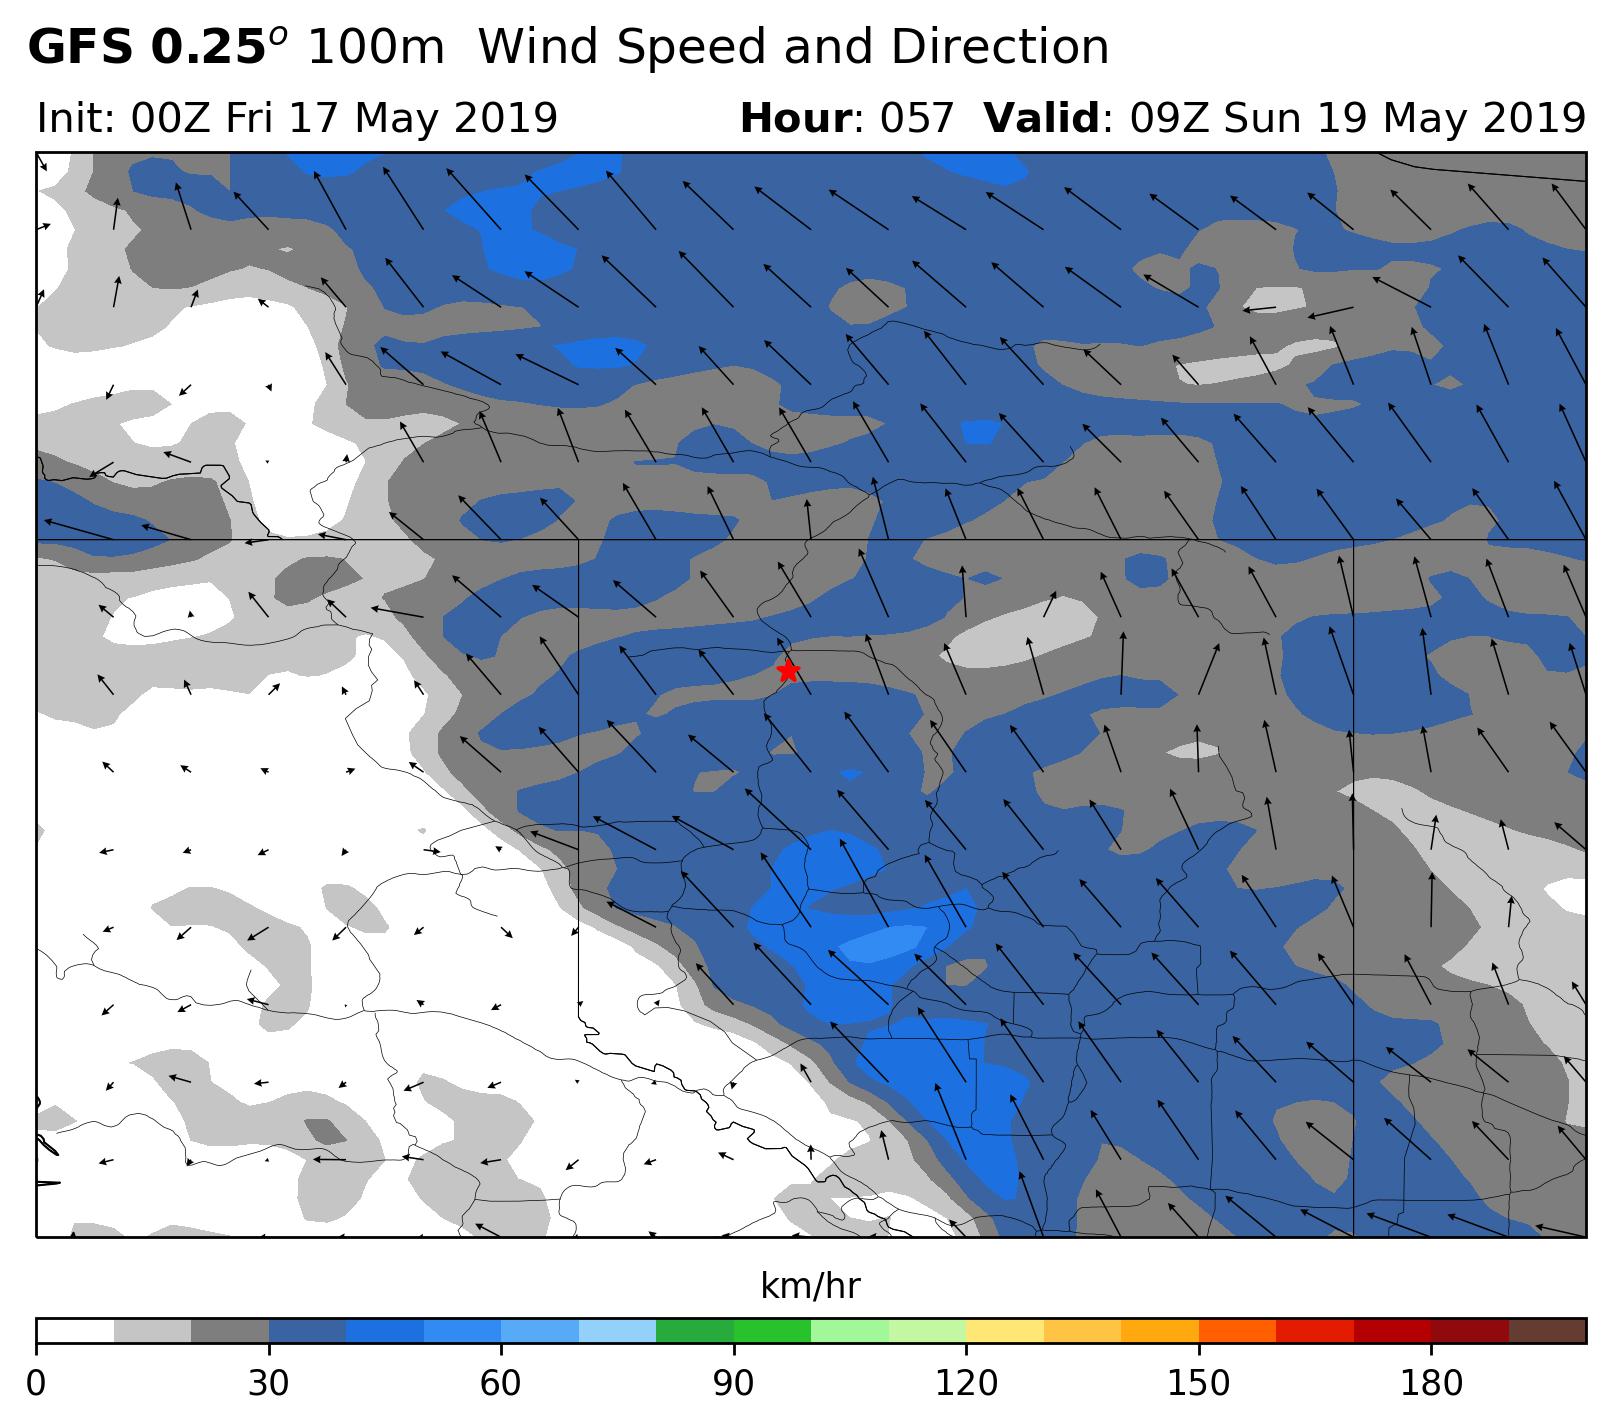 GFS 0.25° 100m Wind Speed and Direction
Init: 00Z Fri 17 May 2019 Hour: 057 Valid: 09Z Sun 19 May 2019
km/hr
0 30 60 90 120 150 180